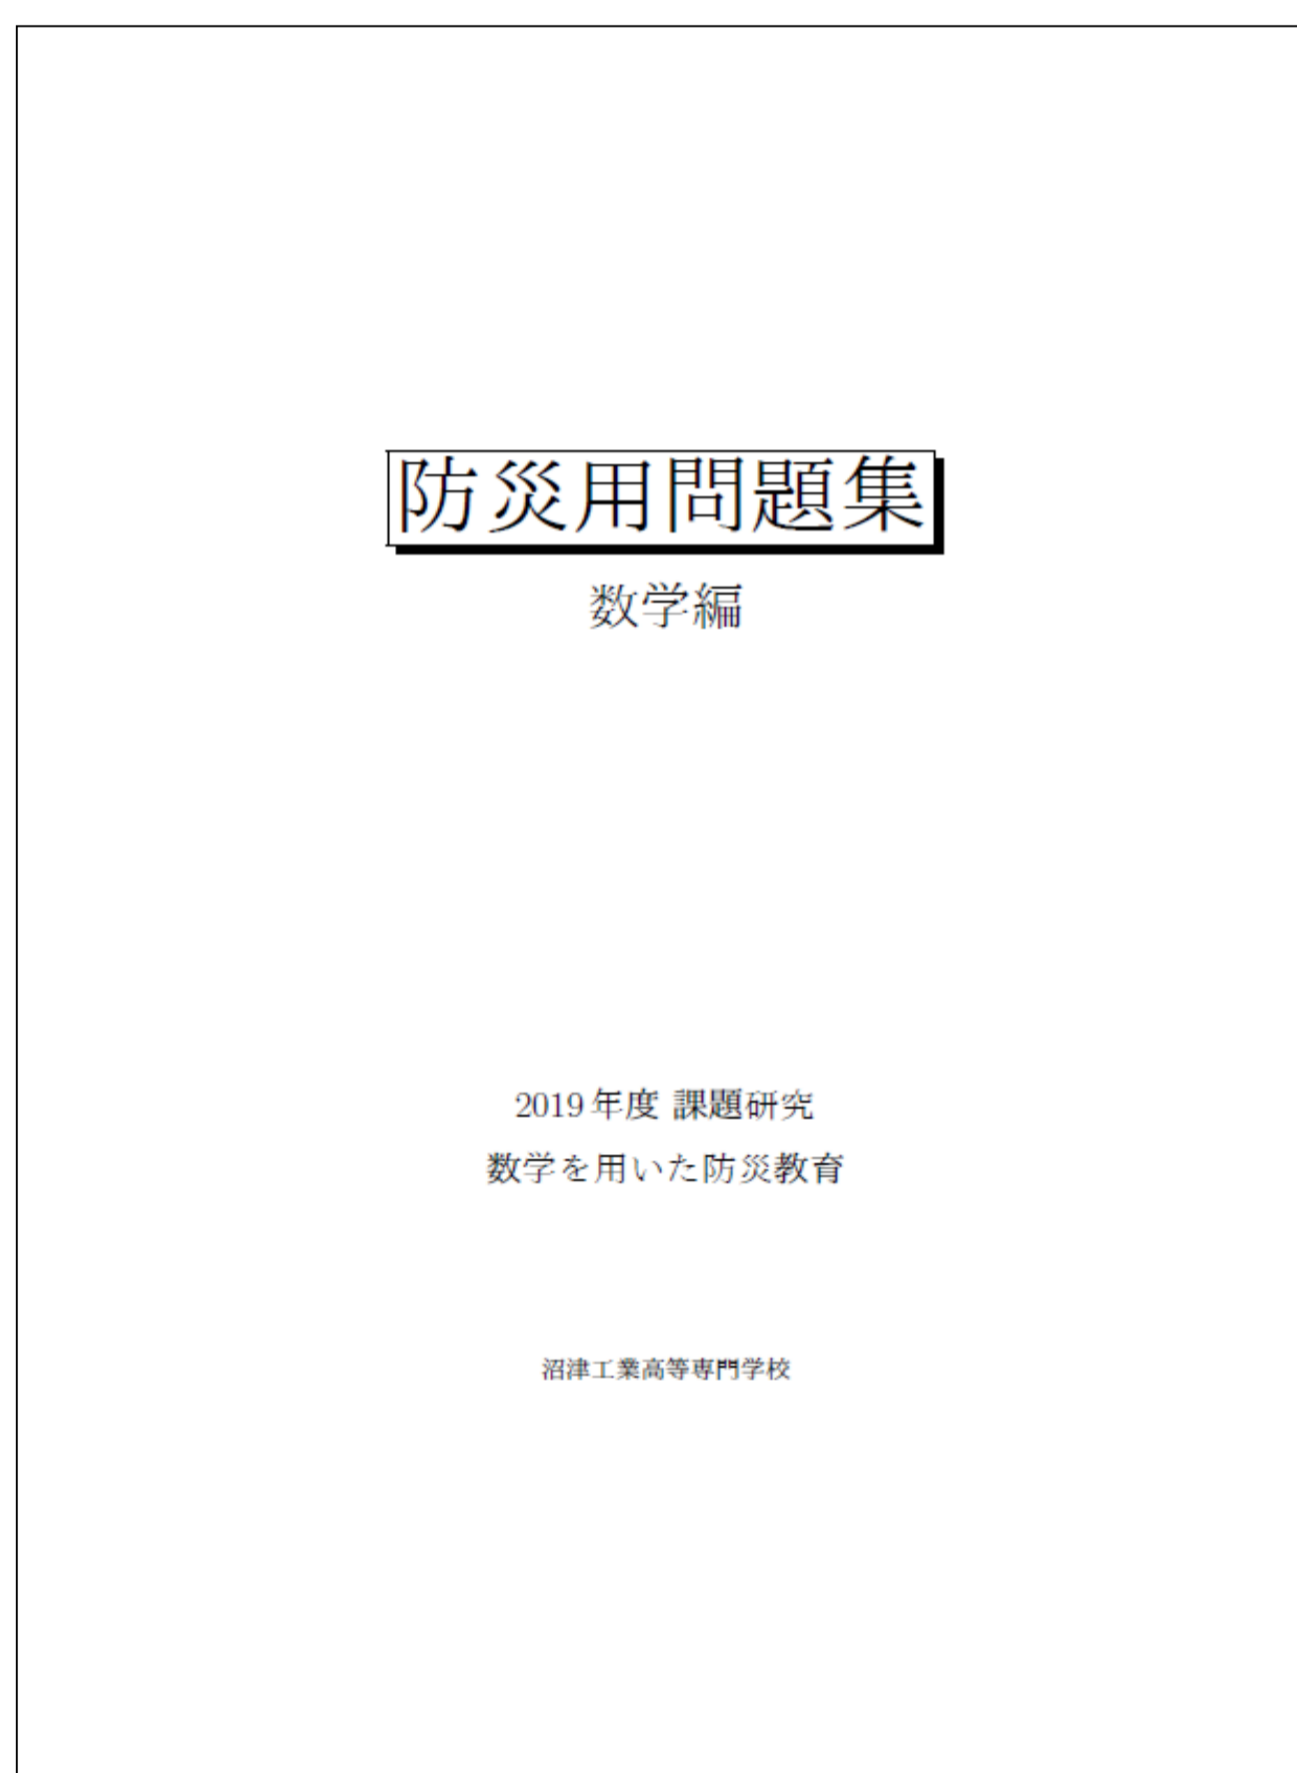 防災用問題集
数学編
2019年度 課題研究
数学を用いた防災教育
沼津工業高等専門学校